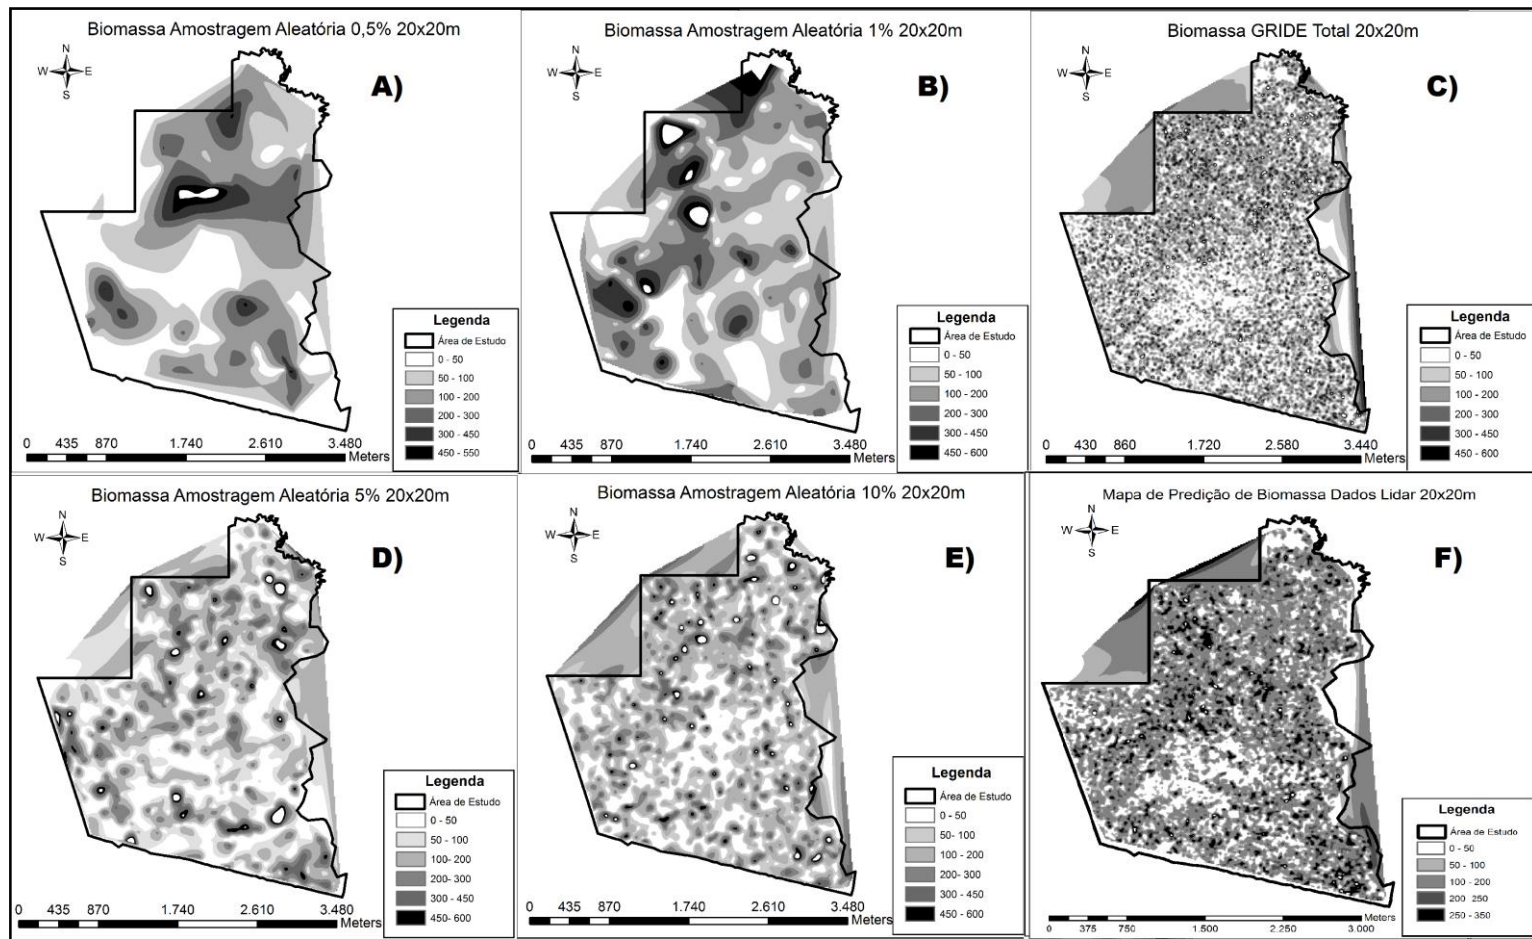 Biomassa Amostragem Aleatória 0,5% 20x20m
N
W E
S
A)
Legenda
Área de Estudo
0 - 50
50 - 100
100 - 200
200 - 300
300 - 450
450 - 550
0 435 870 1.740 2.610 3.480
Meters
Biomassa Amostragem Aleatória 1% 20x20m
N
W E
S
B)
Legenda
Área de Estudo
0 - 50
50 - 100
100 - 200
200 - 300
300 - 450
450 - 600
0 435 870 1.740 2.610 3.480
Meters
Biomassa GRIDE Total 20x20m
N
W E
S
C)
Legenda
Área de Estudo
0 - 50
50 - 100
100 - 200
200 - 300
300 - 450
450 - 600
0 430 860 1.720 2.580 3.440
Meters
Biomassa Amostragem Aleatória 5% 20x20m
N
W E
S
D)
Legenda
Área de Estudo
0 - 50
50 - 100
100- 200
200- 300
300 - 450
450- 600
0 435 870 1.740 2.610 3.480
Meters
Biomassa Amostragem Aleatória 10% 20x20m
N
W E
S
E)
Legenda
Área de Estudo
0 - 50
50- 100
100 - 200
200- 300
300 - 450
450 - 600
0 435 870 1.740 2.610 3.480
Meters
Mapa de Predição de Biomassa Dados Lidar 20x20m
N
W E
S
F)
Legenda
Área de Estudo
0 - 50
50 - 100
100 - 200
200 250
250 - 350
0 375 750 1.500 2.250 3.000
Meters